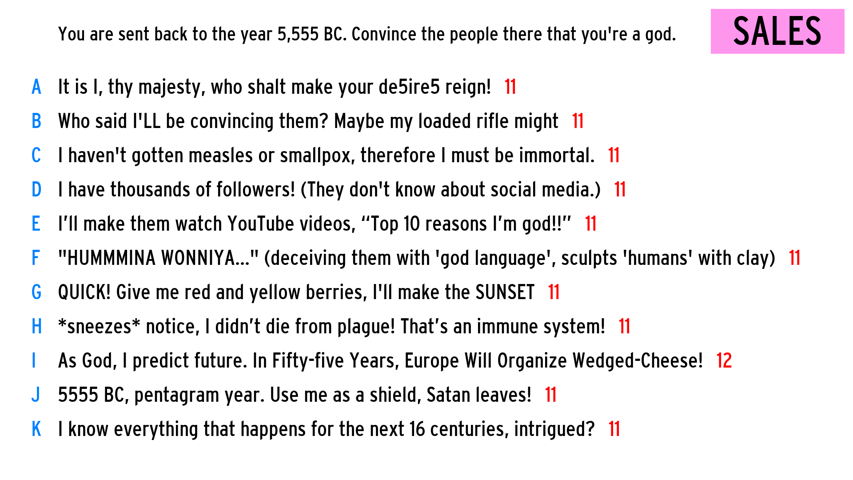 You are sent back to the year 5,555 BC. Convince the people there that you're a god.
SALES
A It is I, thy majesty, who shalt make your de5ire5 reign! 11
B Who said I'LL be convincing them? Maybe my loaded rifle might 11
C I haven't gotten measles or smallpox, therefore I must be immortal. 11
D I have thousands of followers! (They don't know about social media.) 11
E I’ll make them watch YouTube videos, “Top 10 reasons I’m god!!” 11
F "HUMMMINA WONNIYA..." (deceiving them with 'god language', sculpts 'humans' with clay) 11
G QUICK! Give me red and yellow berries, I'll make the SUNSET 11
H *sneezes* notice, I didn’t die from plague! That’s an immune system! 11
I As God, I predict future. In Fifty-five Years, Europe Will Organize Wedged-Cheese! 12
J 5555 BC, pentagram year. Use me as a shield, Satan leaves! 11
K I know everything that happens for the next 16 centuries, intrigued? 11